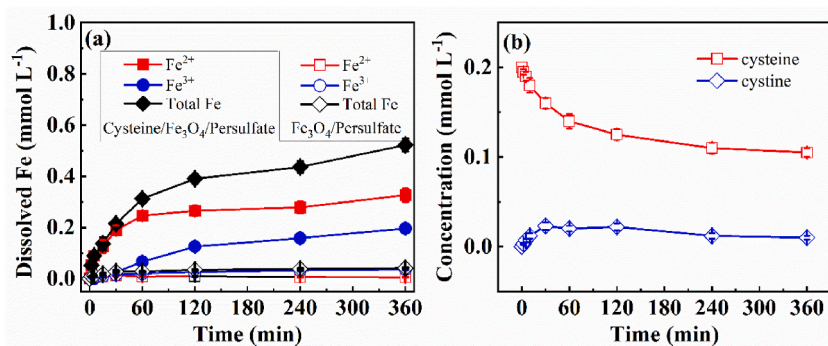 (a)
Fe2+
Fe3+
Total Fe
Cysteine/Fe3O4/Persulfate
Fe2+
Fe3+
Total Fe
Fe3O4/Persulfate
1.0
0.8
0.6
0.4
0.2
0.0
Dissolved Fe (mmol L-1)
0 60 120 180 240 300 360
Time (min)
(b)
cysteine
cystine
0.2
0.1
0.0
Concentration (mmol L-1)
0 60 120 180 240 300 360
Time (min)